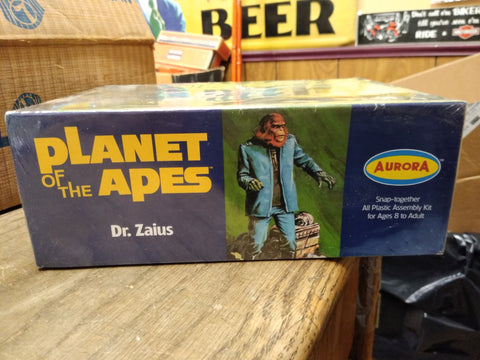 BEER
RIDE
PLANET
OF THE APES
Dr. Zaius
AURORA
Snap-together
All Plastic Assembly Kit
for Ages 8 to Adult